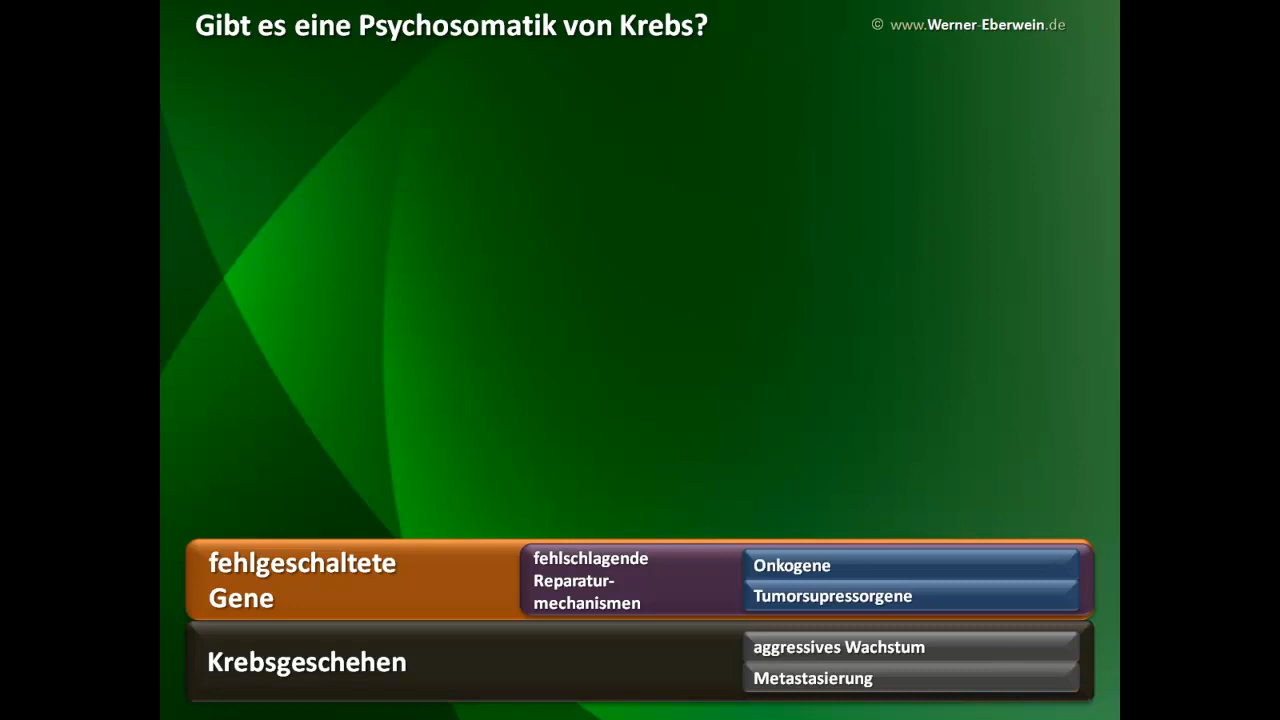 Gibt es eine Psychosomatik von Krebs?
© www.Werner-Eberwein.de
fehlgeschaltete
Gene
fehlschlagende
Reparatur-
mechanismen
Onkogene
Tumorsupressorgene
Krebsgeschehen
aggressives Wachstum
Metastasierung